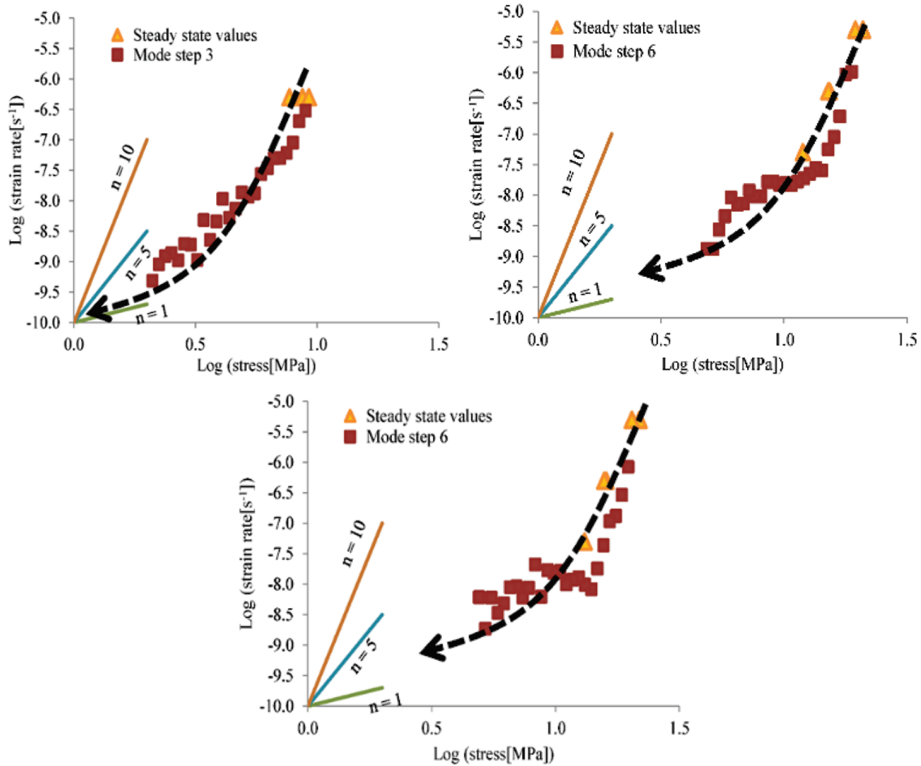 -5.0
Steady state values
Mode step 3
-5.5
-6.0
-6.5
-7.0
-7.5
-8.0
-8.5
-9.0
-9.5
-10.0
Log (strain rate[s⁻¹])
n = 10
n = 5
n = 1
0.0
0.5
1.0
1.5
Log (stress[MPa])
-5.0
Steady state values
Mode step 6
-5.5
-6.0
-6.5
-7.0
-7.5
-8.0
-8.5
-9.0
-9.5
-10.0
Log (strain rate[s⁻¹])
n = 10
n = 5
n = 1
0.0
0.5
1.0
1.5
Log (stress[MPa])
-5.0
Steady state values
Mode step 6
-5.5
-6.0
-6.5
-7.0
-7.5
-8.0
-8.5
-9.0
-9.5
-10.0
Log (strain rate[s⁻¹])
n = 10
n = 5
n = 1
0.0
0.5
1.0
1.5
Log (stress[MPa])